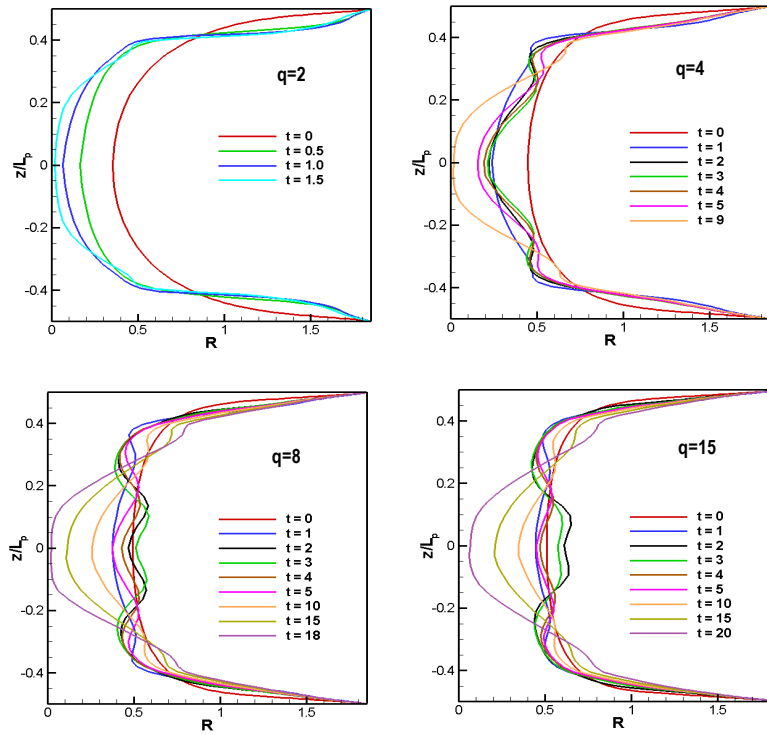 0.4
0.2
0
-0.2
-0.4
0
0.5
1
1.5
z/Lp
R
q=2
t = 0
t = 0.5
t = 1.0
t = 1.5
0.4
0.2
0
-0.2
-0.4
0
0.5
1
1.5
z/Lp
R
q=4
t = 0
t = 1
t = 2
t = 3
t = 4
t = 5
t = 9
0.4
0.2
0
-0.2
-0.4
0
0.5
1
1.5
z/Lp
R
q=8
t = 0
t = 1
t = 2
t = 3
t = 4
t = 5
t = 10
t = 15
t = 18
0.4
0.2
0
-0.2
-0.4
0
0.5
1
1.5
z/Lp
R
q=15
t = 0
t = 1
t = 2
t = 3
t = 4
t = 5
t = 10
t = 15
t = 20